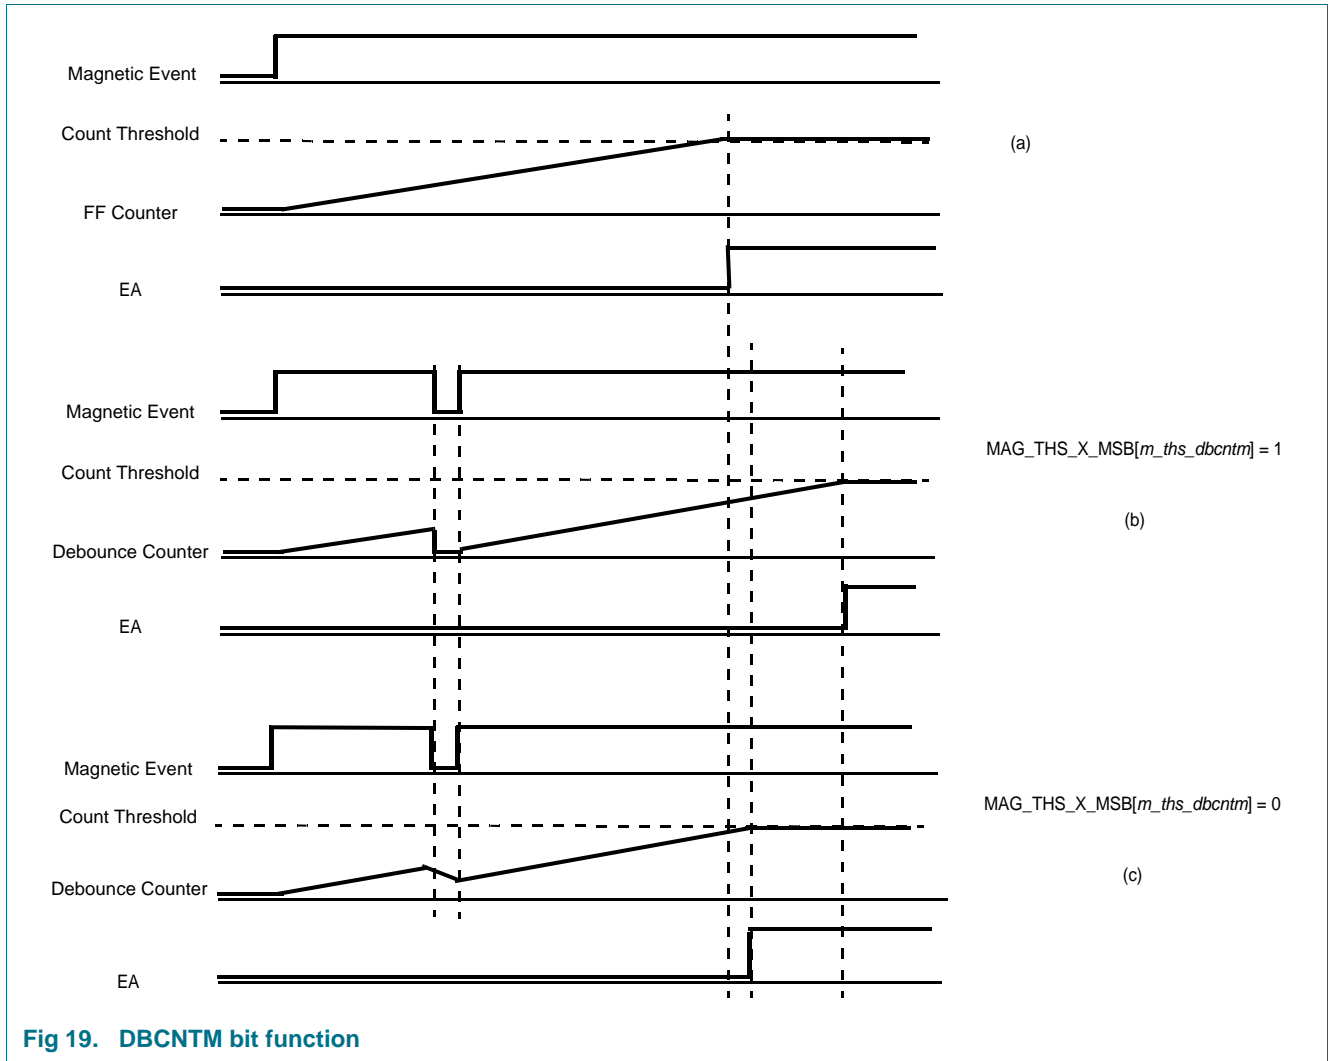 Magnetic Event
Count Threshold
(a)
FF Counter
EA
Magnetic Event
MAG_THS_X_MSB[m_ths_dbcntm] = 1
Count Threshold
(b)
Debounce Counter
EA
Magnetic Event
MAG_THS_X_MSB[m_ths_dbcntm] = 0
Count Threshold
(c)
Debounce Counter
EA
Fig 19. DBCNTM bit function